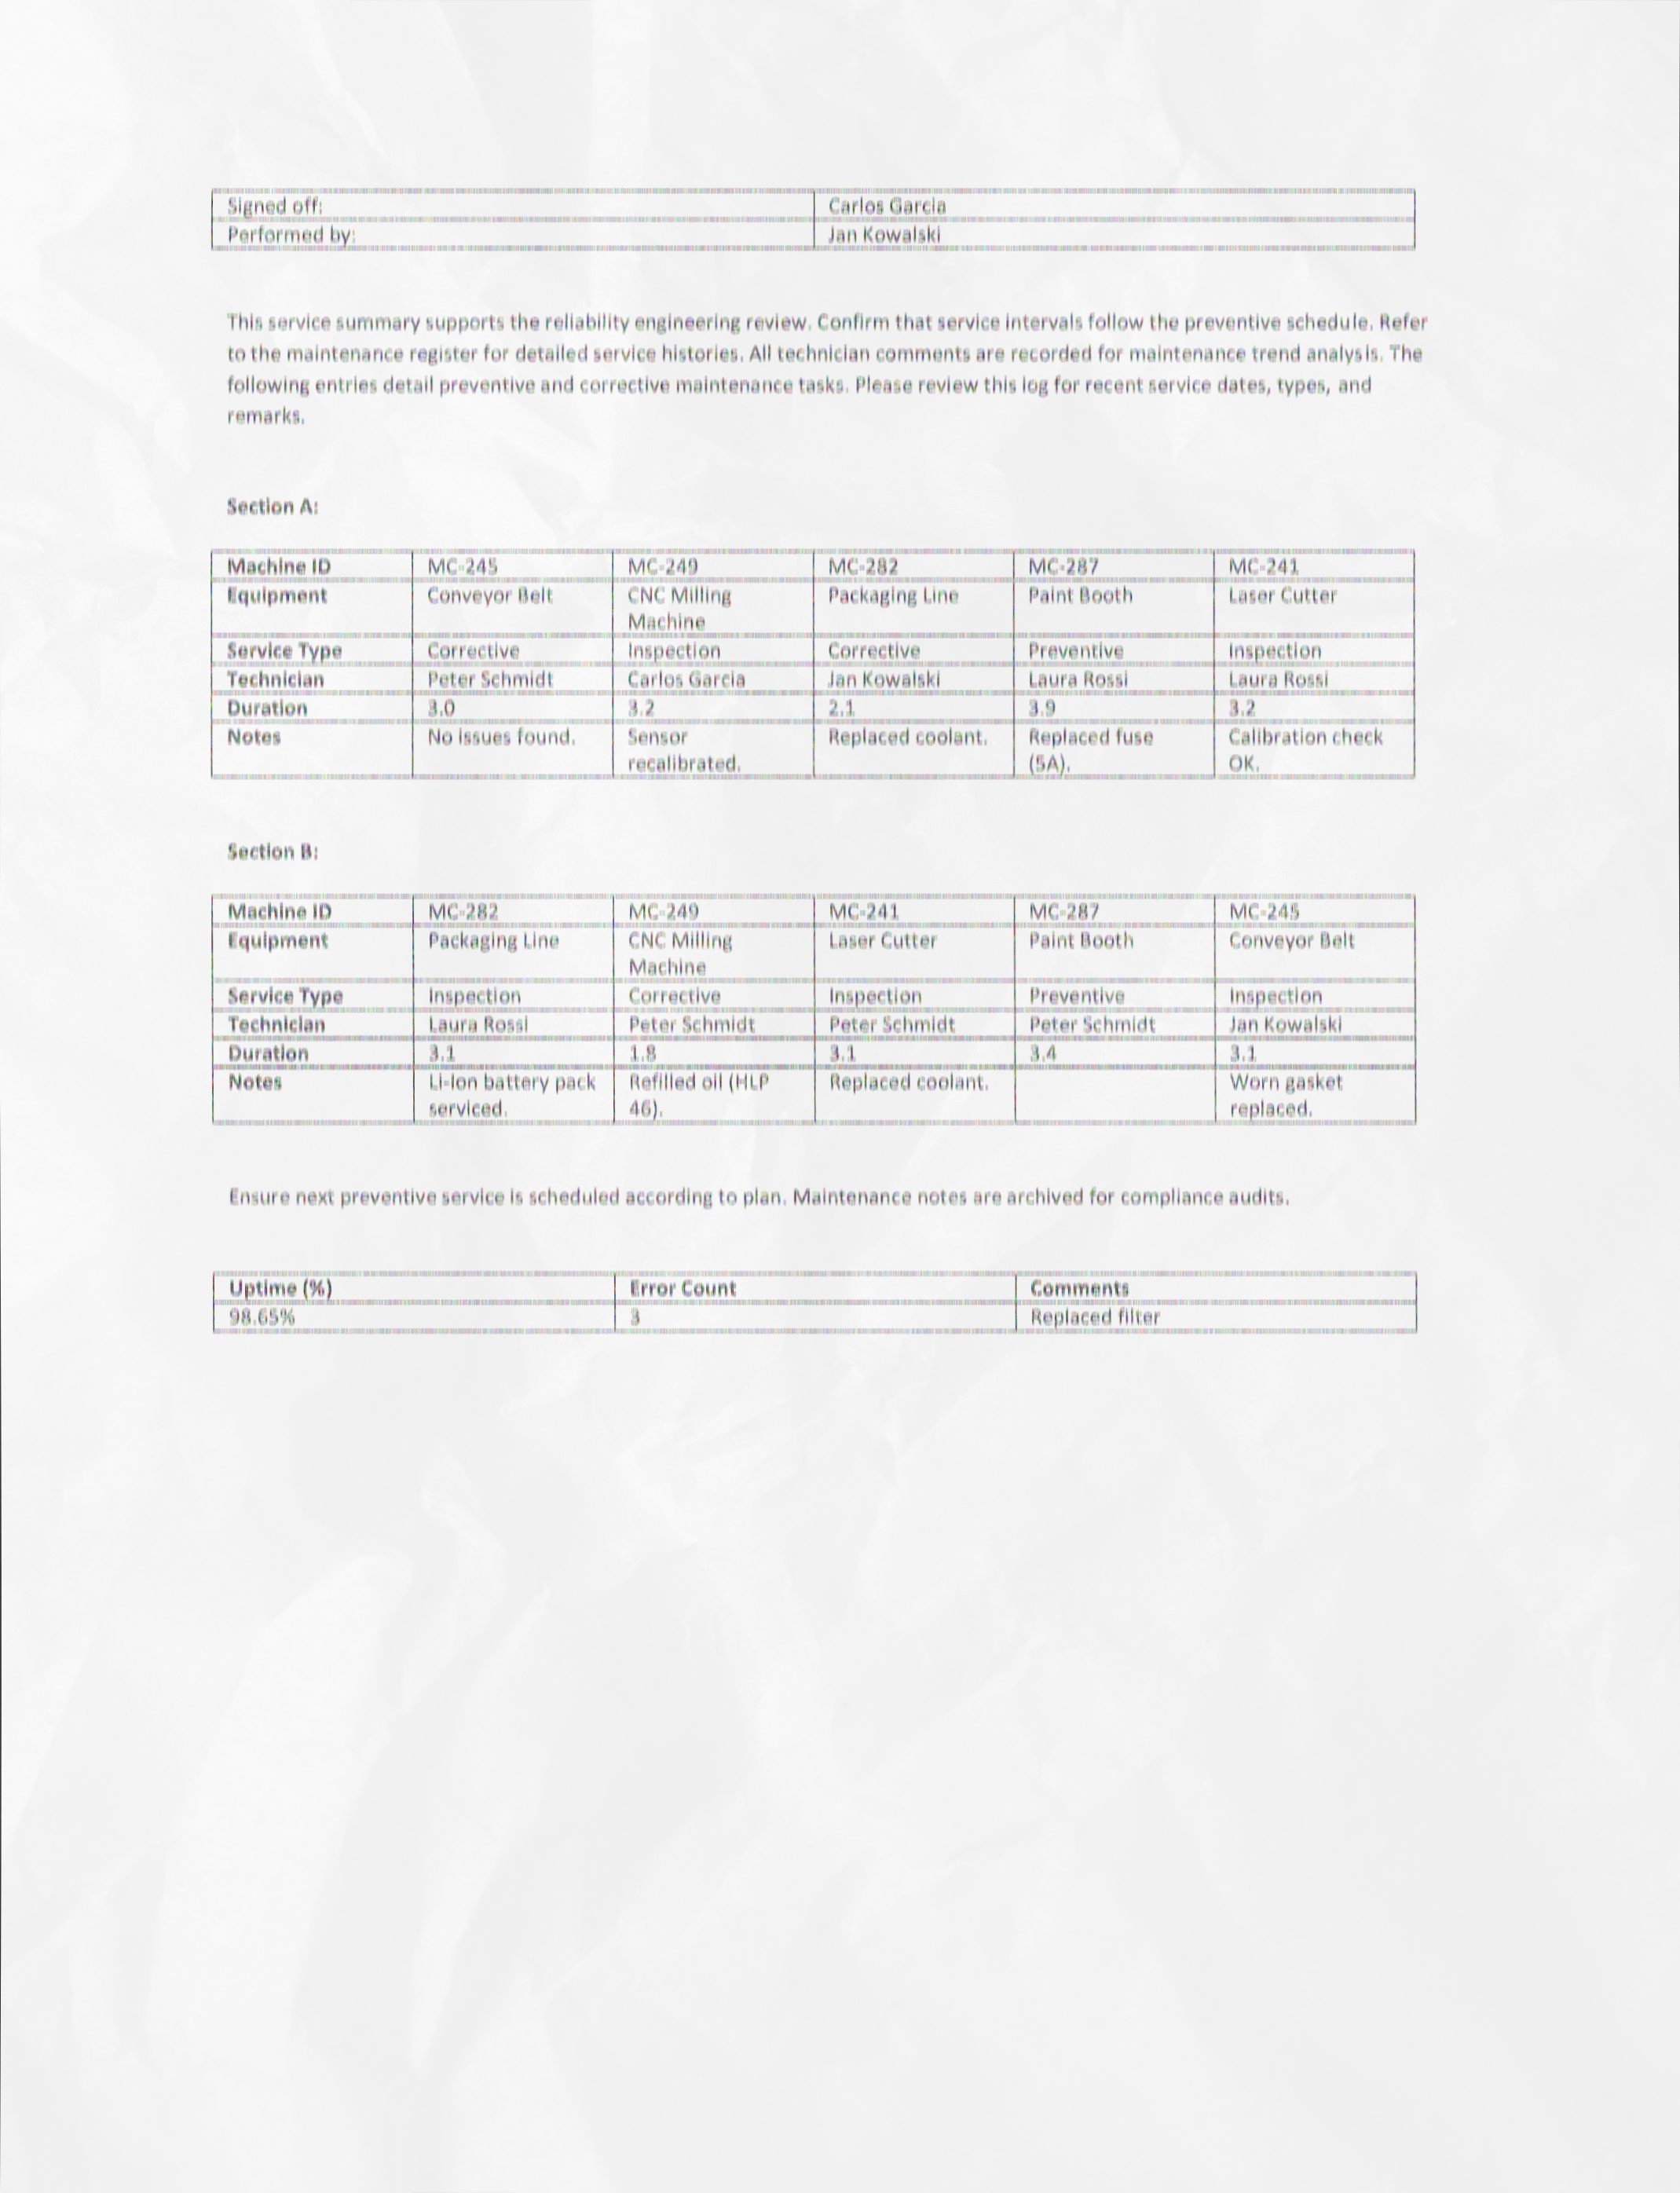 Signed off: Carlos Garcia
Performed by: Jan Kowalski
This service summary supports the reliability engineering review. Confirm that service intervals follow the preventive schedule. Refer
to the maintenance register for detailed service histories. All technician comments are recorded for maintenance trend analysis. The
following entries detail preventive and corrective maintenance tasks. Please review this log for recent service dates, types, and
remarks.
Section A:
Machine ID MC-245 MC-249 MC-282 MC-287 MC-241
Equipment Conveyor Belt CNC Milling Packaging Line Paint Booth Laser Cutter
Machine
Service Type Corrective Inspection Corrective Preventive Inspection
Technician Peter Schmidt Carlos Garcia Jan Kowalski Laura Rossi Laura Rossi
Duration 3.0 3.2 2.1 3.9 3.2
Notes No issues found. Sensor Replaced coolant. Replaced fuse Calibration check
recalibrated. (5A). OK.
Section B:
Machine ID MC-282 MC-249 MC-241 MC-287 MC-245
Equipment Packaging Line CNC Milling Laser Cutter Paint Booth Conveyor Belt
Machine
Service Type Inspection Corrective Inspection Preventive Inspection
Technician Laura Rossi Peter Schmidt Peter Schmidt Peter Schmidt Jan Kowalski
Duration 3.1 1.8 3.1 3.4 3.1
Notes Li-Ion battery pack Refilled oil (HLP Replaced coolant. Worn gasket
serviced. 46). replaced.
Ensure next preventive service is scheduled according to plan. Maintenance notes are archived for compliance audits.
Uptime (%) Error Count Comments
98.65% 3 Replaced filter